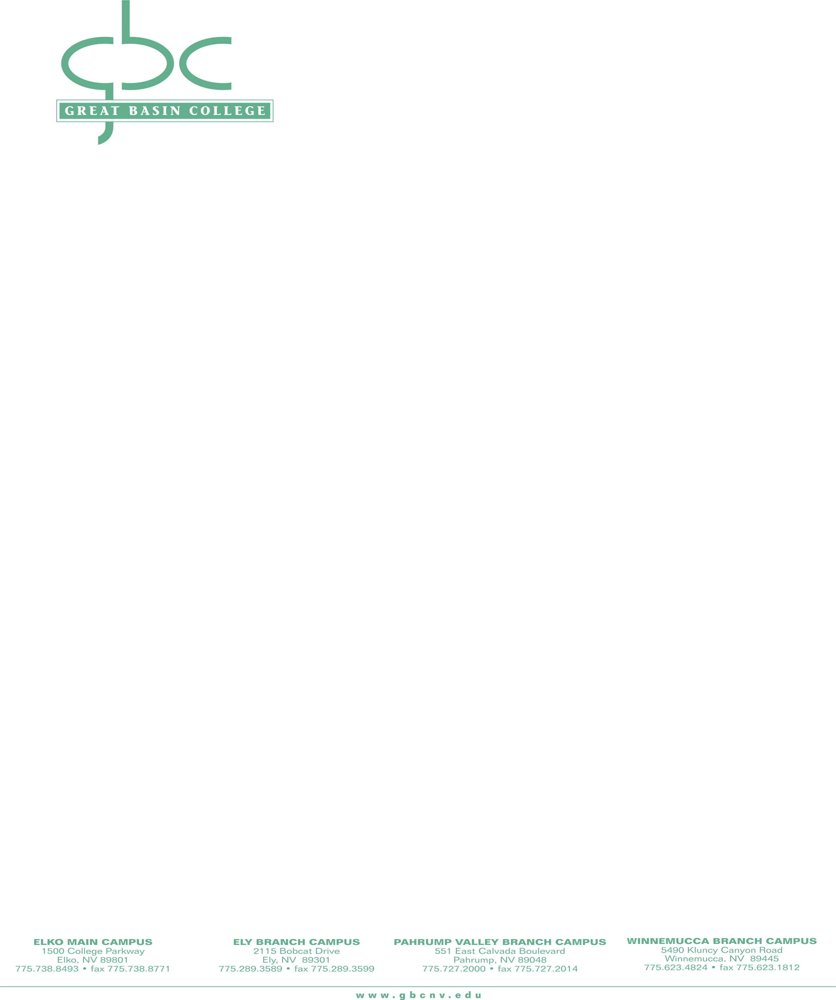 gbc
GREAT BASIN COLLEGE
ELKO MAIN CAMPUS
1500 College Parkway
Elko, NV 89801
775.738.8493 • fax 775.738.8771
ELY BRANCH CAMPUS
2115 Bobcat Drive
Ely, NV  89301
775.289.3589 • fax 775.289.3599
PAHRUMP VALLEY BRANCH CAMPUS
551 East Calvada Boulevard
Pahrump, NV 89048
775.727.2000 • fax 775.727.2014
WINNEMUCCA BRANCH CAMPUS
5490 Kluncy Canyon Road
Winnemucca, NV  89445
775.623.4824 • fax 775.623.1812
www.gbcnv.edu